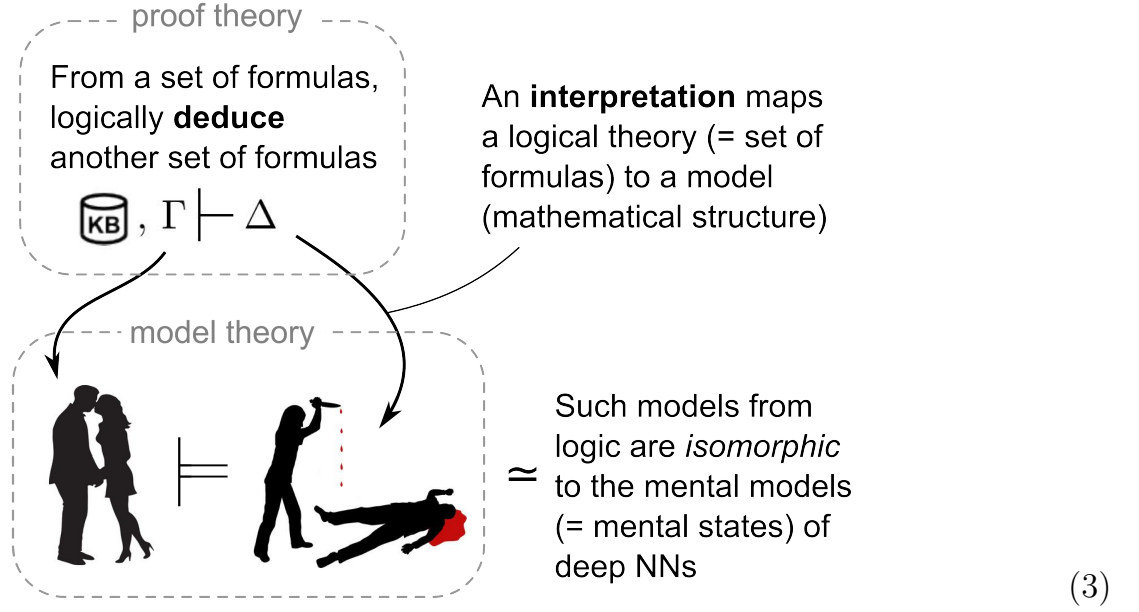 proof theory
From a set of formulas,
logically deduce
another set of formulas
KB , Γ ⊢ Δ
An interpretation maps
a logical theory (= set of
formulas) to a model
(mathematical structure)
model theory
⊨
≃
Such models from
logic are isomorphic
to the mental models
(= mental states) of
deep NNs
(3)